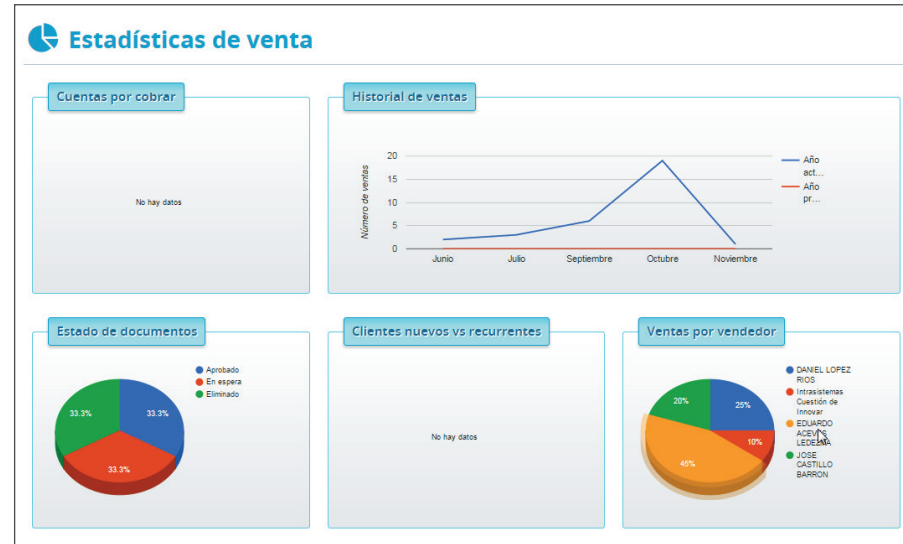 Estadísticas de venta
Cuentas por cobrar
No hay datos
Historial de ventas
Número de ventas
20
15
10
5
0
Junio Julio Septiembre Octubre Noviembre
Año
act...
Año
pr...
Estado de documentos
33.3% 33.3%
33.3%
Aprobado
En espera
Eliminado
Clientes nuevos vs recurrentes
No hay datos
Ventas por vendedor
20% 25%
10%
45%
DANIEL LOPEZ
RIOS
Intrasistemas
Cuestión de
Innovar
EDUARDO
ACEVES
LEDEZMA
JOSE
CASTILLO
BARRON